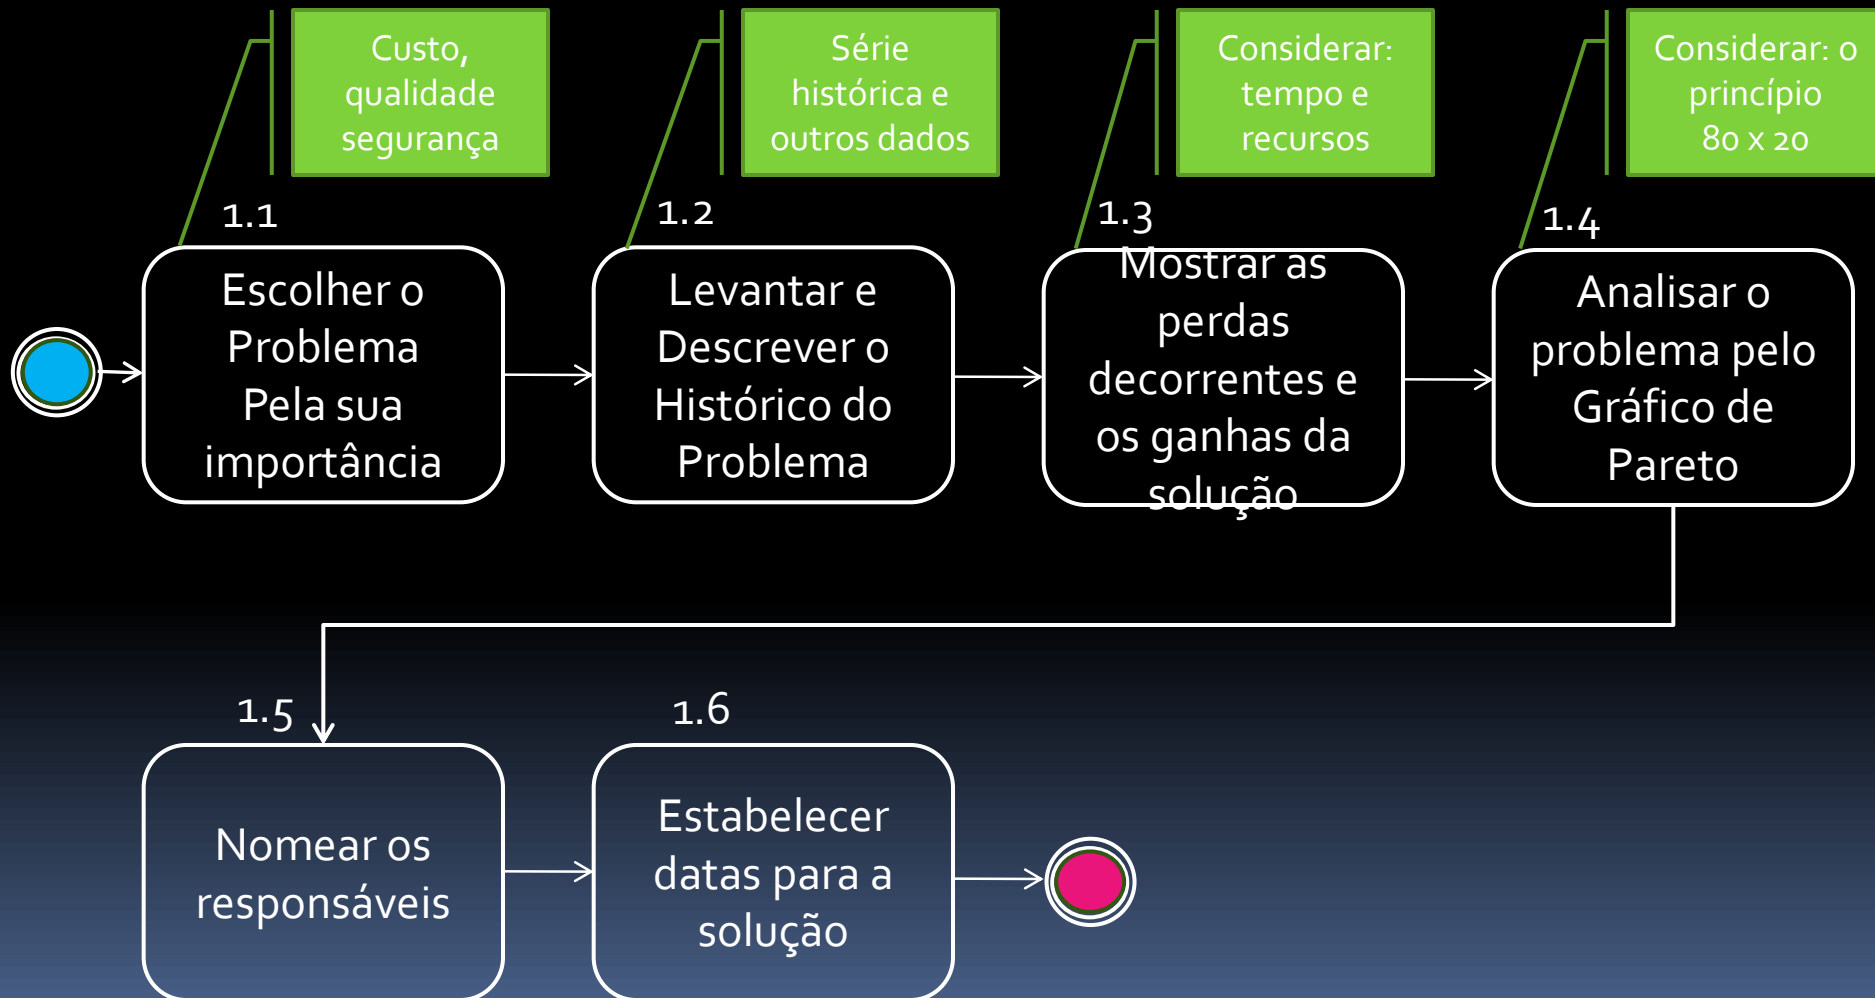 Custo,
qualidade
segurança
Série
histórica e
outros dados
Considerar:
tempo e
recursos
Considerar: o
princípio
80 x 20
1.1
Escolher o
Problema
Pela sua
importância
1.2
Levantar e
Descrever o
Histórico do
Problema
1.3
Mostrar as
perdas
decorrentes e
os ganhas da
solução
1.4
Analisar o
problema pelo
Gráfico de
Pareto
1.5
Nomear os
responsáveis
1.6
Estabelecer
datas para a
solução